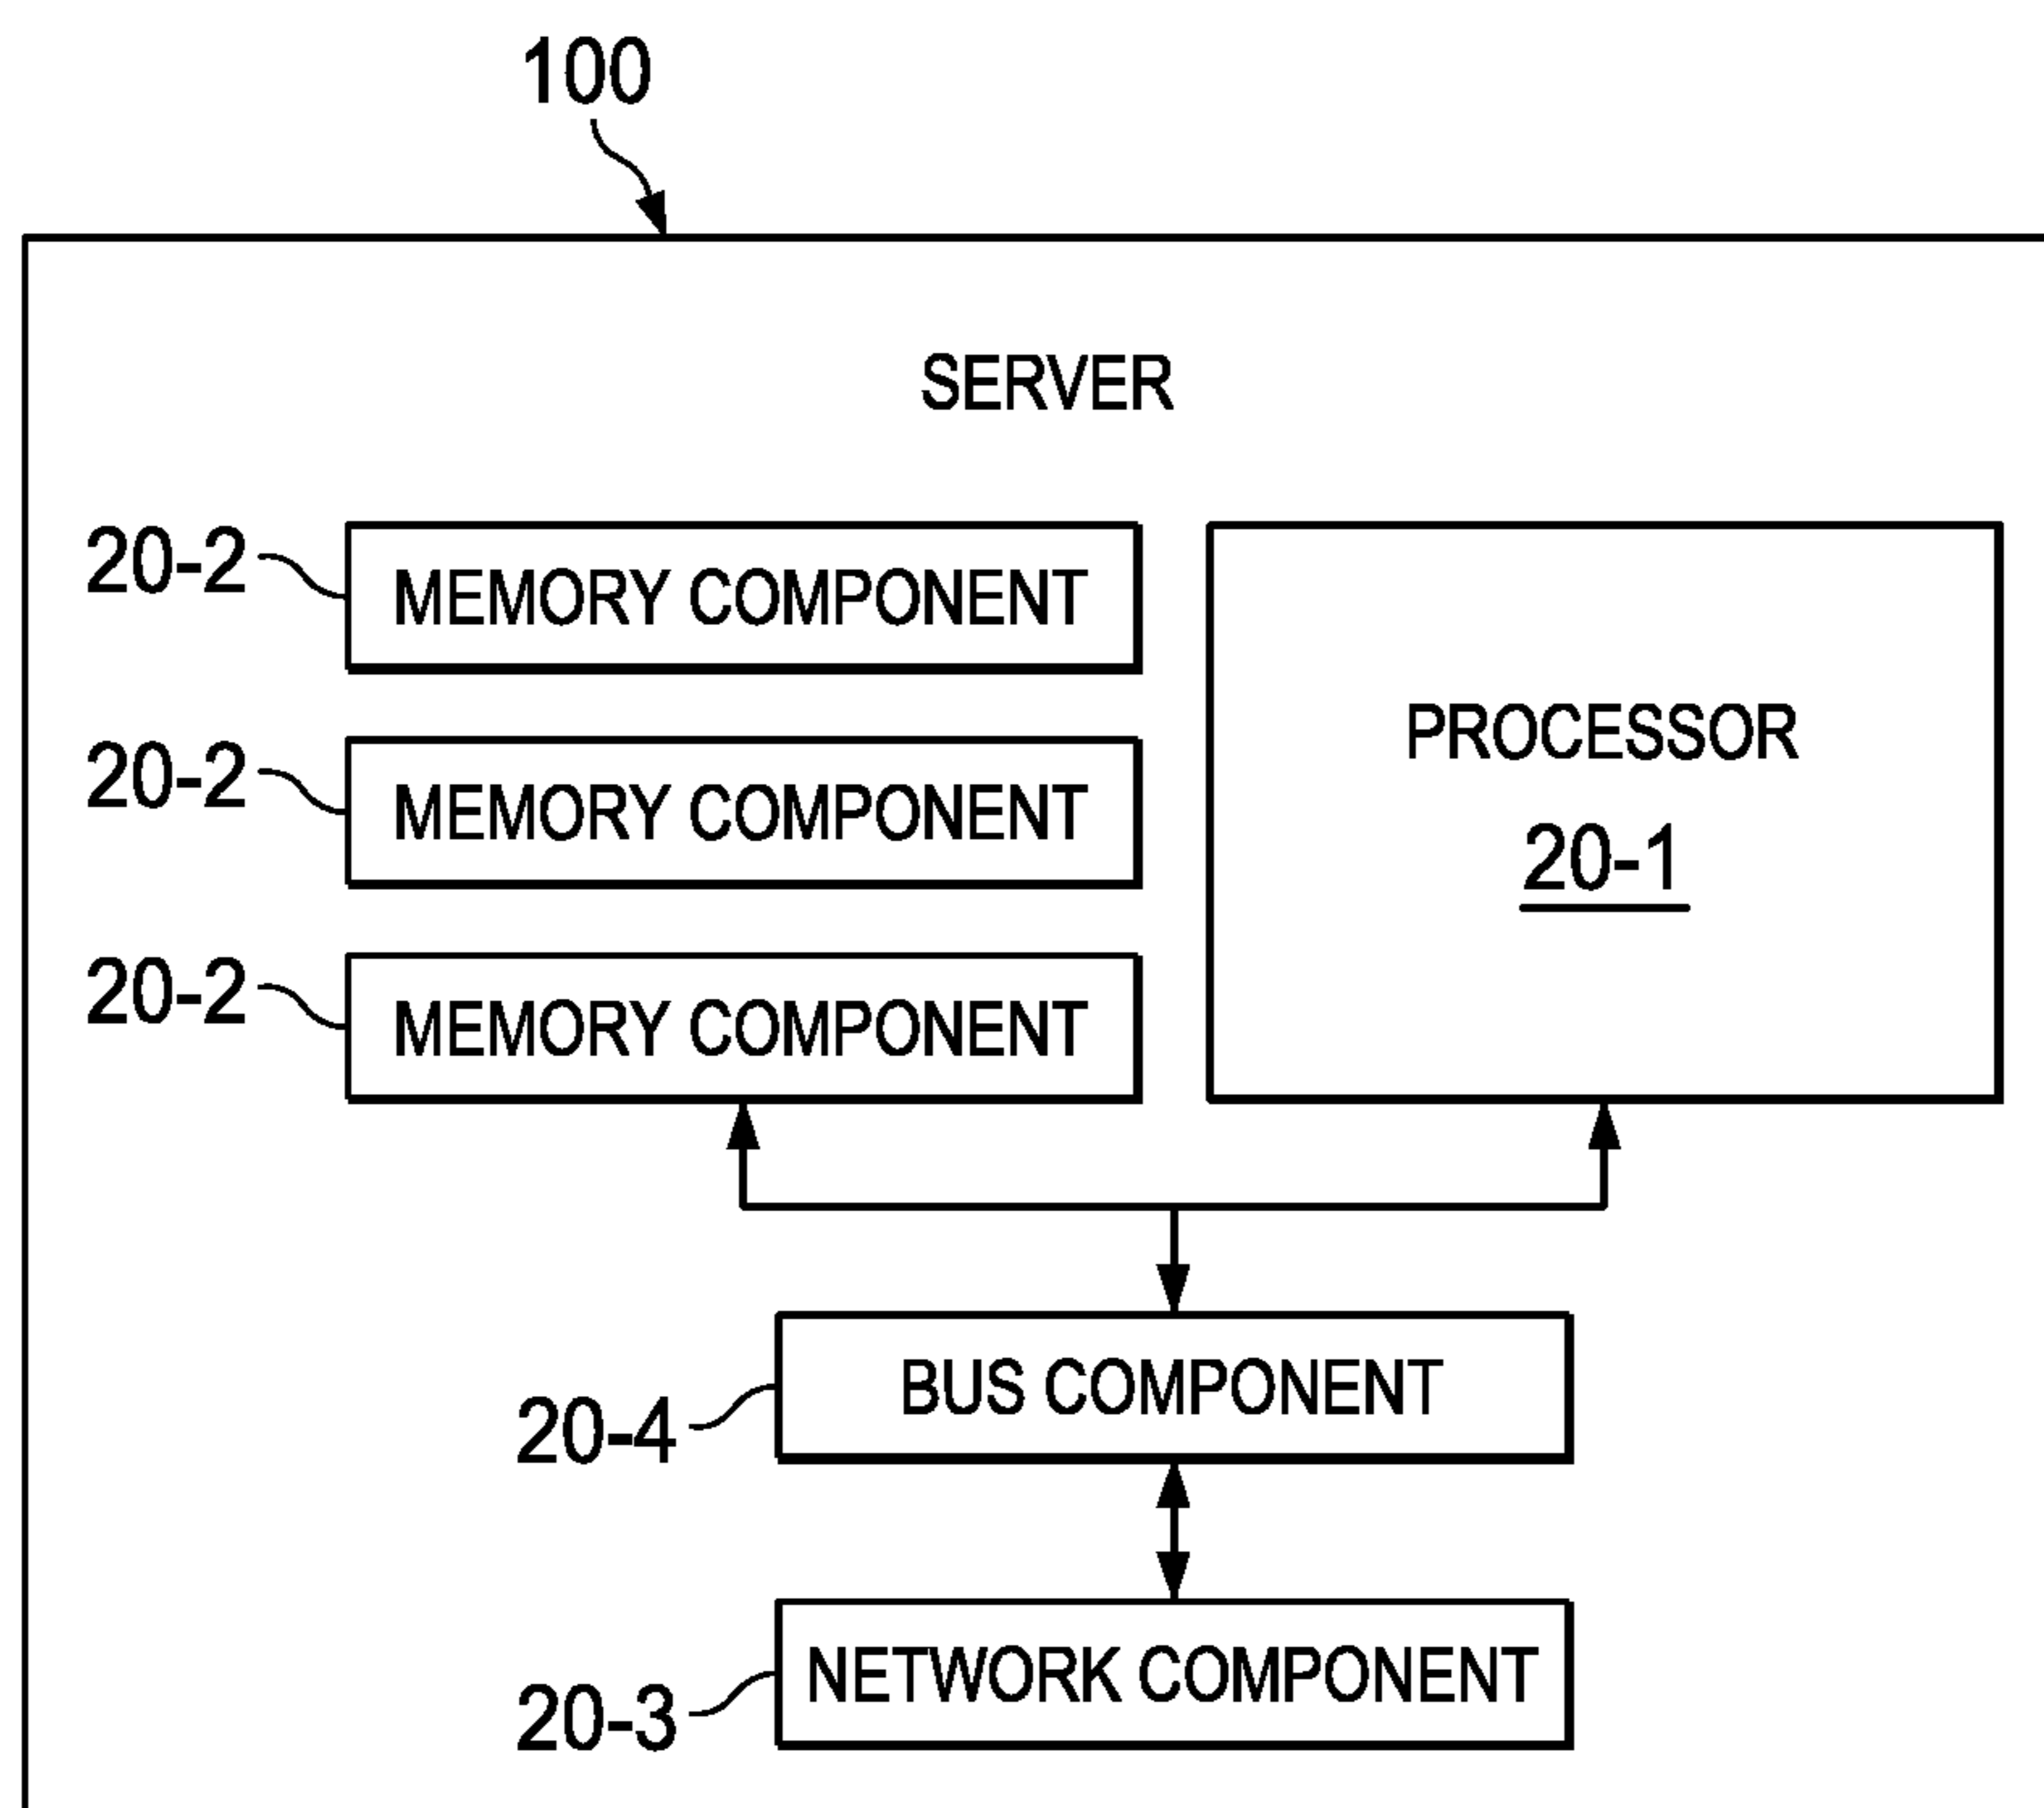 100
SERVER
20-2 MEMORY COMPONENT
20-2 MEMORY COMPONENT
20-2 MEMORY COMPONENT
PROCESSOR
20-1
20-4 BUS COMPONENT
20-3 NETWORK COMPONENT